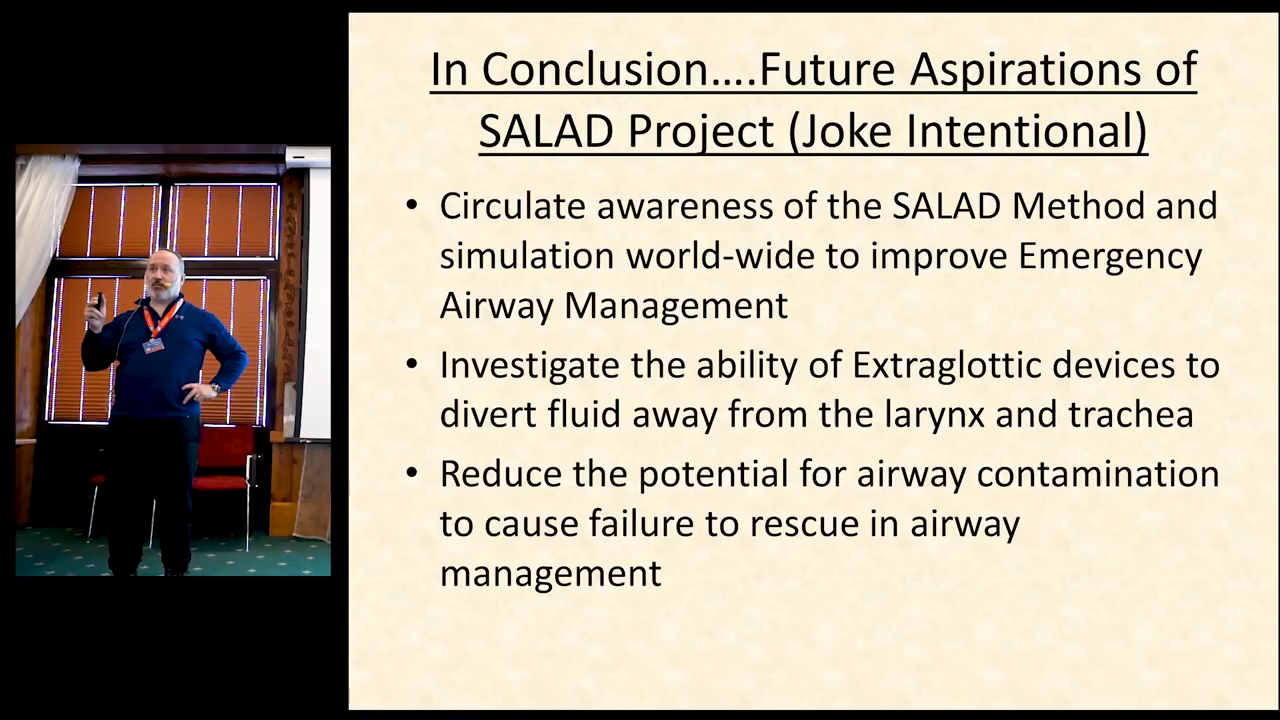 In Conclusion….Future Aspirations of
SALAD Project (Joke Intentional)
• Circulate awareness of the SALAD Method and
simulation world-wide to improve Emergency
Airway Management
• Investigate the ability of Extraglottic devices to
divert fluid away from the larynx and trachea
• Reduce the potential for airway contamination
to cause failure to rescue in airway
management